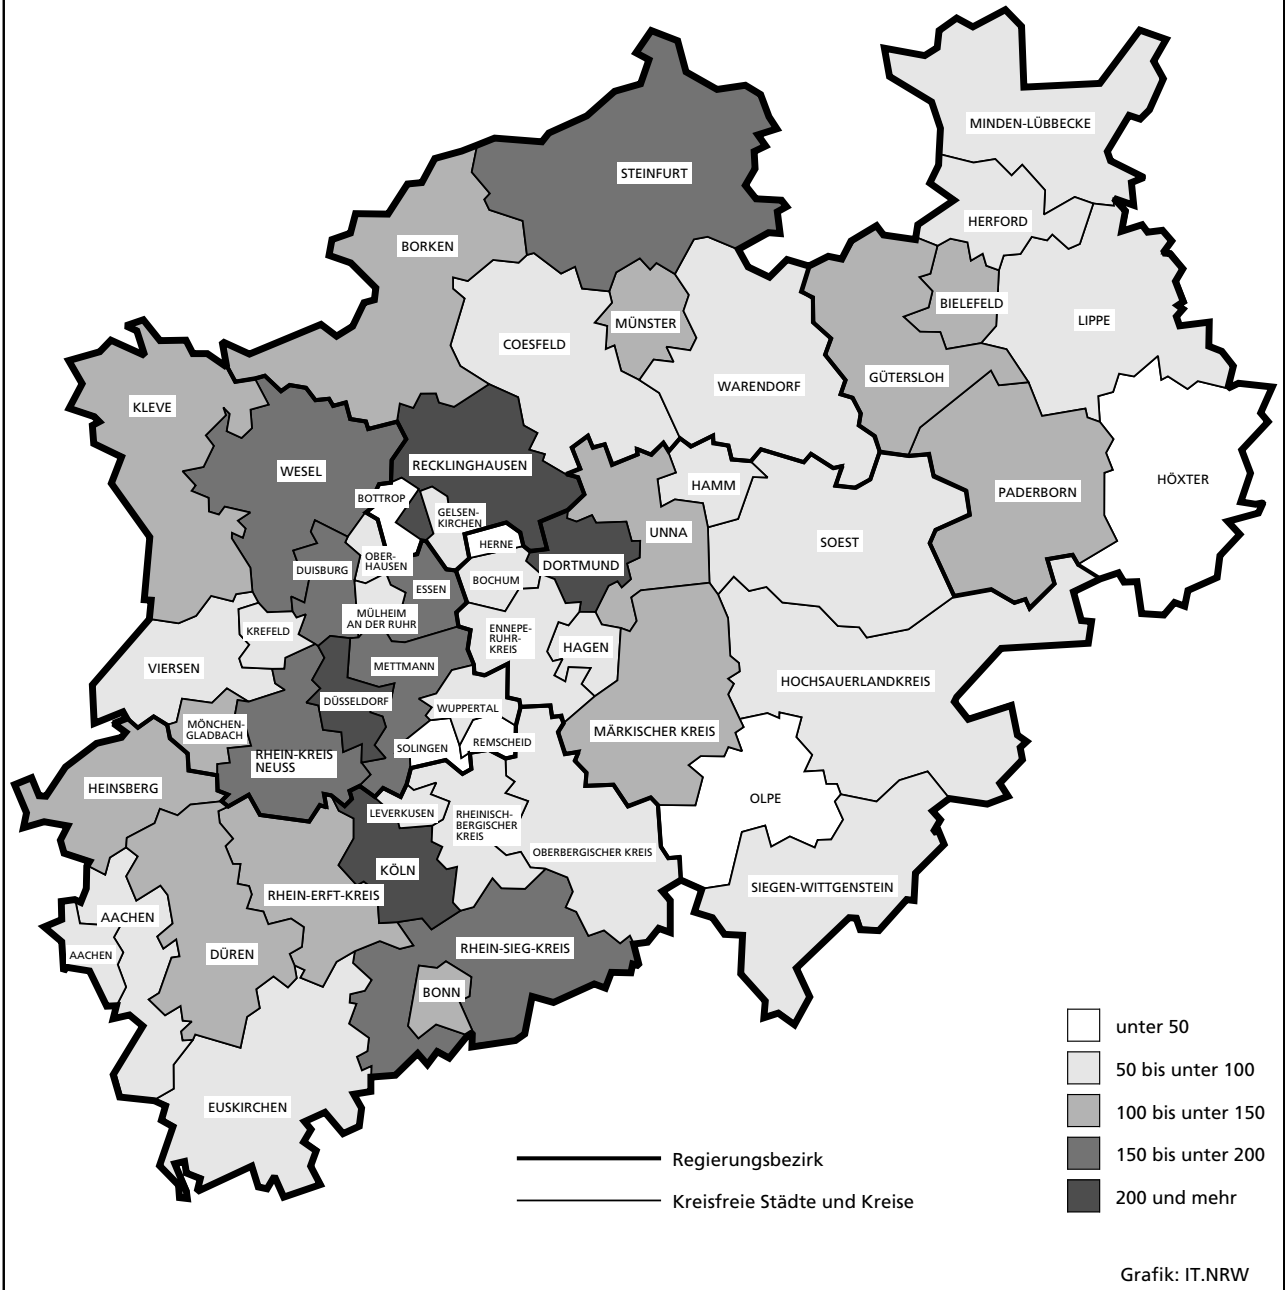 MINDEN-LÜBBECKE
STEINFURT
HERFORD
BORKEN
BIELEFELD
LIPPE
MÜNSTER
COESFELD
GÜTERSLOH
WARENDORF
KLEVE
RECKLINGHAUSEN
WESEL
HÖXTER
HAMM
PADERBORN
BOTTROP
GELSEN-
KIRCHEN
UNNA
SOEST
HERNE
OBER-
HAUSEN
DORTMUND
DUISBURG
BOCHUM
ESSEN
MÜLHEIM
AN DER RUHR
KREFELD
ENNEPE-
RUHR-
KREIS
HAGEN
VIERSEN
METTMANN
HOCHSAUERLANDKREIS
DÜSSELDORF
WUPPERTAL
MÖNCHEN-
GLADBACH
MÄRKISCHER KREIS
REMSCHEID
SOLINGEN
RHEIN-KREIS
NEUSS
HEINSBERG
OLPE
LEVERKUSEN
RHEINISCH-
BERGISCHER
KREIS
OBERBERGISCHER KREIS
KÖLN
RHEIN-ERFT-KREIS
SIEGEN-WITTGENSTEIN
AACHEN
RHEIN-SIEG-KREIS
AACHEN
DÜREN
BONN
EUSKIRCHEN
unter 50
50 bis unter 100
100 bis unter 150
150 bis unter 200
200 und mehr
Regierungsbezirk
Kreisfreie Städte und Kreise
Grafik: IT.NRW